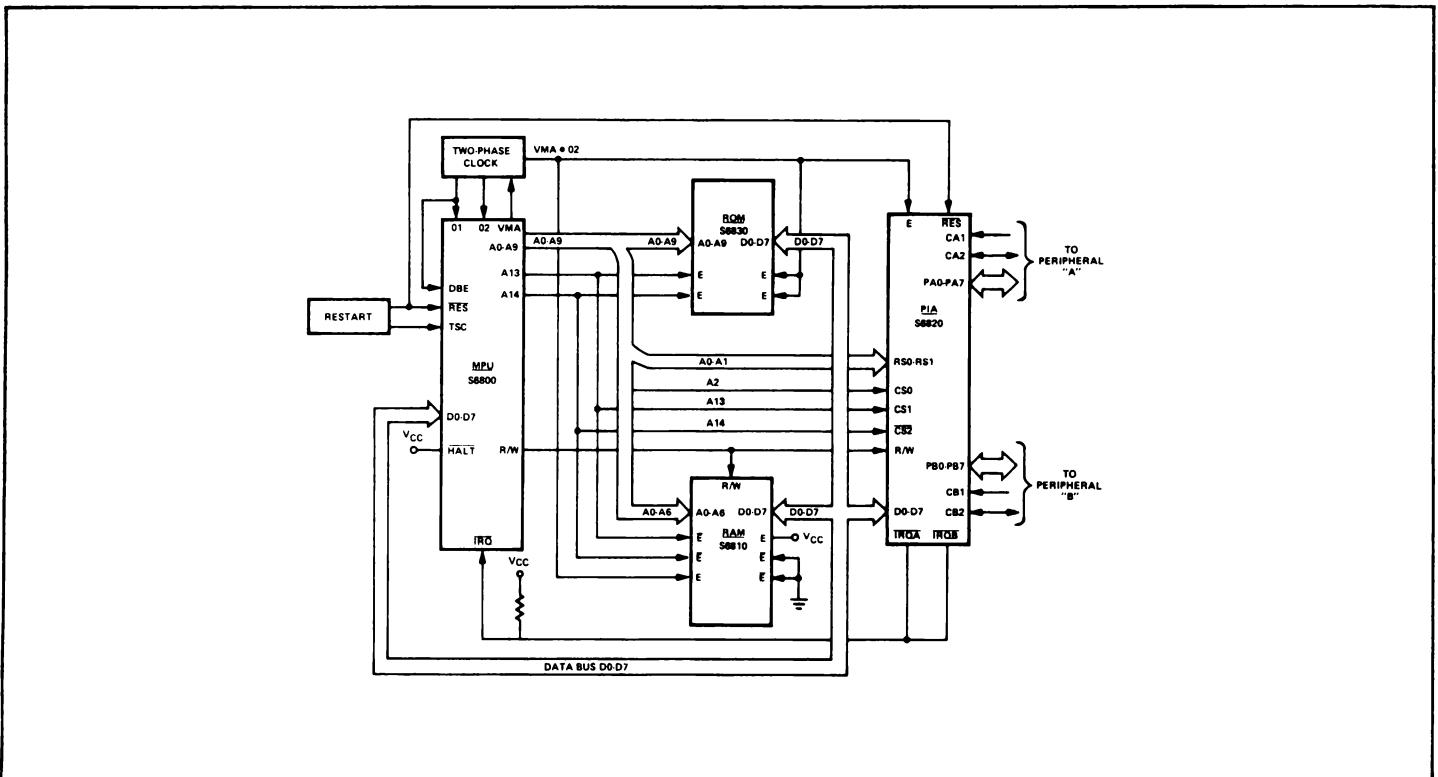 TWO-PHASE
CLOCK
VMA • 02
01 02 VMA
A0-A9
A0-A9
A0-A9
A0-A9
D0-D7
D0-D7
ROM
S6830
A13
A14
E
E
E
E
DBE
RES
TSC
RESTART
MPU
S6800
D0-D7
VCC
HALT
R/W
IRQ
VCC
E RES
CA1
CA2
PA0-PA7
TO
PERIPHERAL
"A"
PIA
S6820
A0-A1
RS0-RS1
A2
CS0
A13
CS1
A14
CS2
R/W
PB0-PB7
CB1
CB2
TO
PERIPHERAL
"B"
D0-D7
IRQA IRQB
R/W
A0-A6
A0-A6
D0-D7
D0-D7
RAM
S6810
E
E
E
E
VCC
E
E
DATA BUS D0-D7